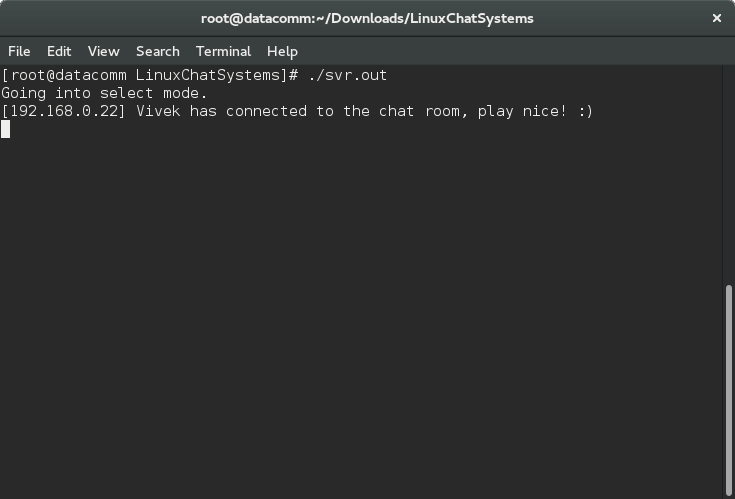 root@datacomm:~/Downloads/LinuxChatSystems
File Edit View Search Terminal Help
[root@datacomm LinuxChatSystems]# ./svr.out
Going into select mode.
[192.168.0.22] Vivek has connected to the chat room, play nice! :)